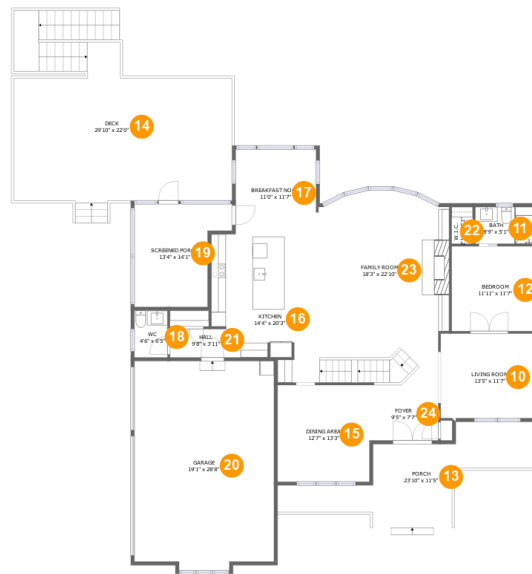 DECK
29'10" x 22'0"
14
BREAKFAST NO
11'0" x 11'7"
17
SCREENED POR
13'4" x 14'1"
19
W.I.C.
22
BATH
5'1"
11
FAMILY ROOM
18'3" x 22'10"
23
BEDROOM
11'11" x 11'7"
12
KITCHEN
14'4" x 20'3"
16
WC
4'6" x 6'5"
18
HALL
9'8" x 3'11"
21
LIVING ROOM
13'5" x 11'7"
10
FOYER
9'5" x 7'7"
24
DINING AREA
12'7" x 13'3"
15
GARAGE
19'1" x 28'8"
20
PORCH
23'10" x 11'5"
13